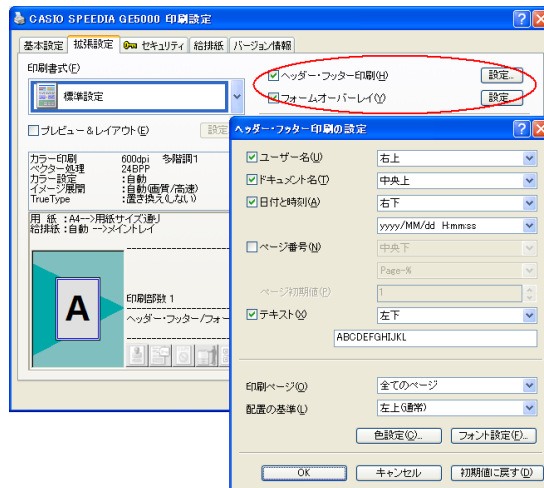 CASIO SPEEDIA GE5000 印刷設定
基本設定 拡張設定 セキュリティ 給排紙 バージョン情報
印刷書式(F)
標準設定
プレビュー&レイアウト(E) 設定
カラー印刷 600dpi 多階調1
ベクター処理 24BPP
カラー設定 :自動
イメージ展開 :自動(画質/高速)
TrueType :置き換え(しない)
用 紙 :A4-->用紙サイズ通り
給排紙 :自動 -->メイントレイ
A
印刷部数 1
ヘッダー・フッター/フォー
ヘッダー・フッター印刷(H) 設定...
フォームオーバーレイ(Y) 設定...
ヘッダー・フッター印刷の設定
ユーザー名(U) 右上
ドキュメント名(T) 中央上
日付と時刻(A) 右下
yyyy/MM/dd H:mm:ss
ページ番号(N) 中央下
Page-%
ページ初期値(P) 1
テキスト(X) 左下
ABCDEFGHIJKL
印刷ページ(O) 全てのページ
配置の基準(L) 左上(通常)
色設定(C)... フォント設定(F)...
OK キャンセル 初期値に戻す(D)